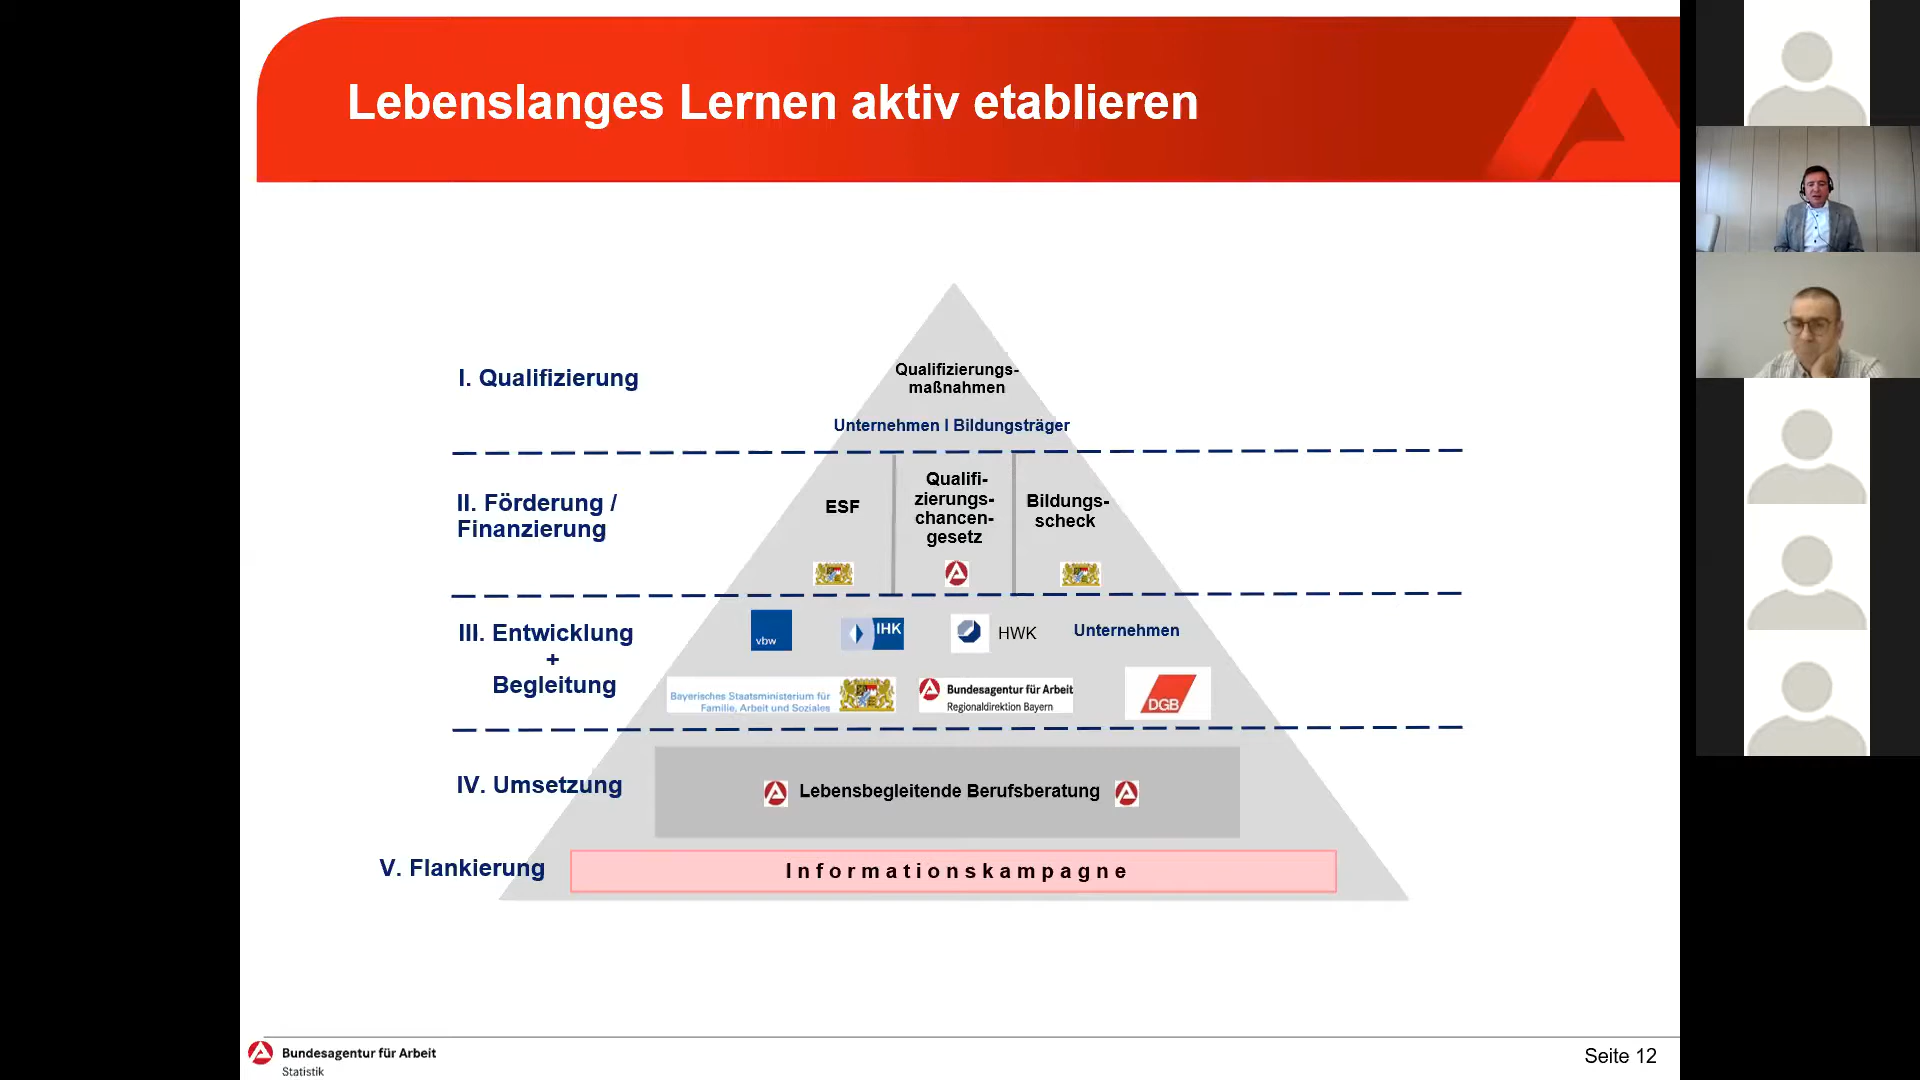 Lebenslanges Lernen aktiv etablieren
I. Qualifizierung
Qualifizierungs-
maßnahmen
Unternehmen I Bildungsträger
II. Förderung /
Finanzierung
ESF
Qualifi-
zierungs-
chancen-
gesetz
Bildungs-
scheck
III. Entwicklung
+
Begleitung
vbw
IHK
HWK
Unternehmen
Bayerisches Staatsministerium für
Familie, Arbeit und Soziales
Bundesagentur für Arbeit
Regionaldirektion Bayern
DGB
IV. Umsetzung
Lebensbegleitende Berufsberatung
V. Flankierung
Informationskampagne
Bundesagentur für Arbeit
Statistik
Seite 12